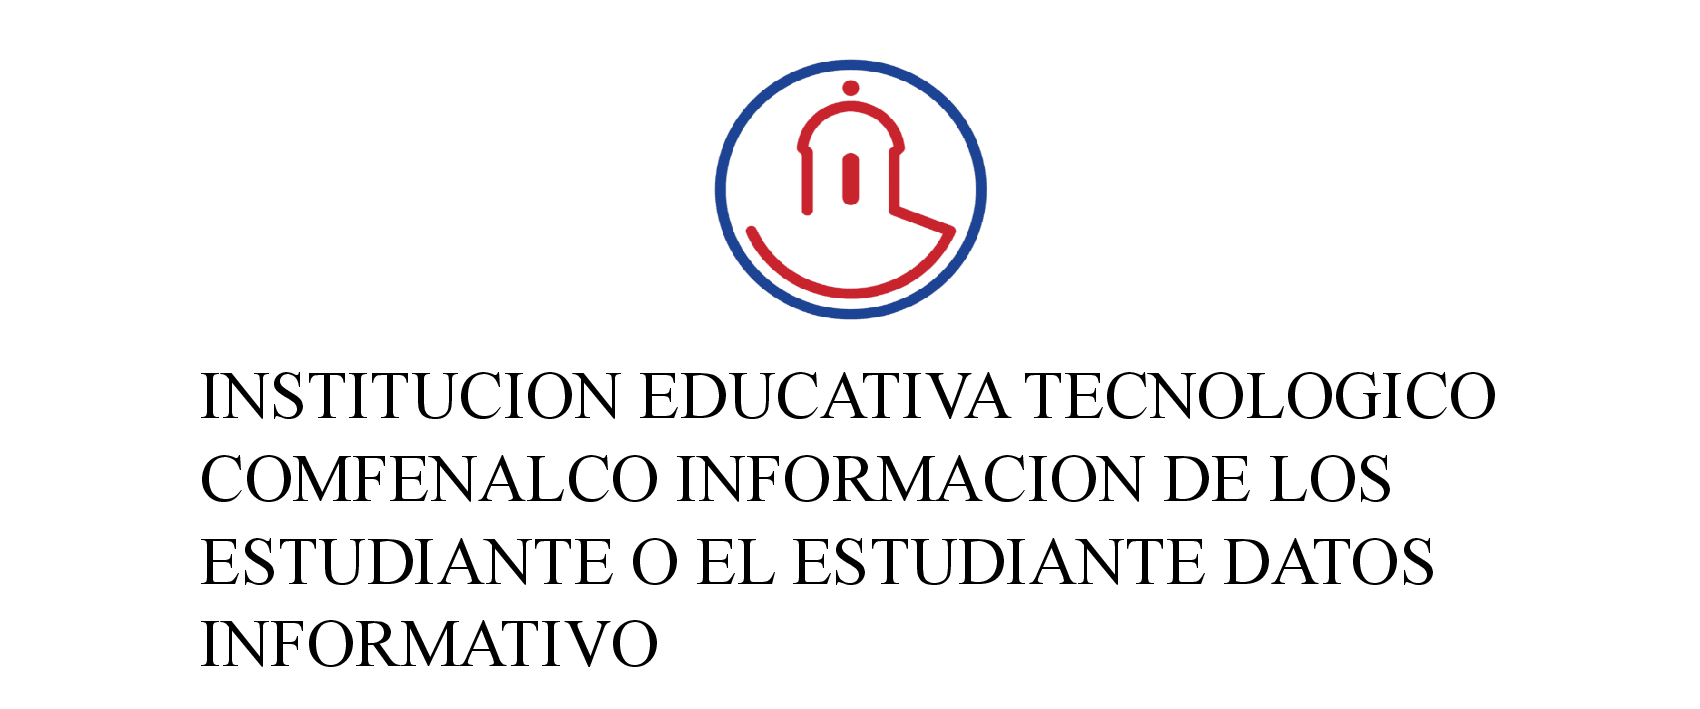 INSTITUCION EDUCATIVA TECNOLOGICO
COMFENALCO INFORMACION DE LOS
ESTUDIANTE O EL ESTUDIANTE DATOS
INFORMATIVO